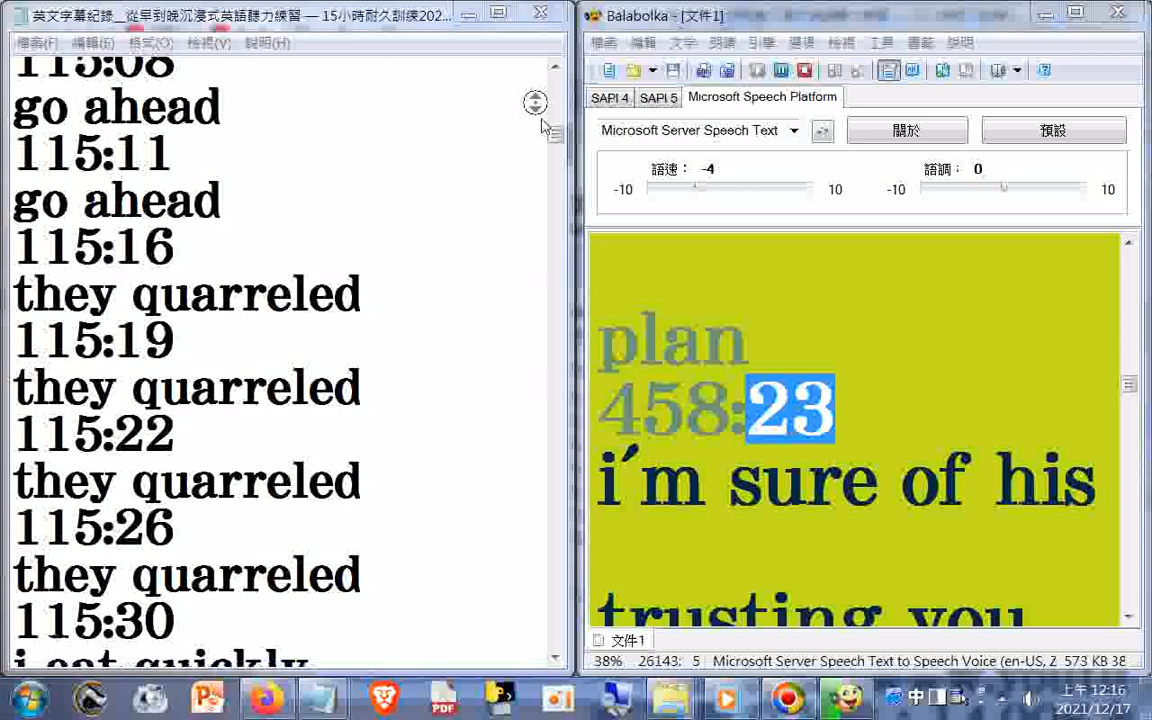 英文字幕紀錄__從早到晚沉浸式英語聽力練習 — 15小時耐久訓練202...
檔案(F) 編輯(E) 格式(O) 檢視(V) 說明(H)
115:08
go ahead
115:11
go ahead
115:16
they quarreled
115:19
they quarreled
115:22
they quarreled
115:26
they quarreled
115:30
i eat quickly
Balabolka - [文件1]
檔案 編輯 文字 朗讀 引擎 選項 檢視 工具 書籤 說明
SAPI 4 SAPI 5 Microsoft Speech Platform
Microsoft Server Speech Text 關於 預設
語速： -4 語調： 0
-10 10 -10 10
plan
458:23
i´m sure of his
trusting you
文件1
38% 26143: 5 Microsoft Server Speech Text to Speech Voice (en-US, Z 573 KB 38
PDF
中
上午 12:16
2021/12/17